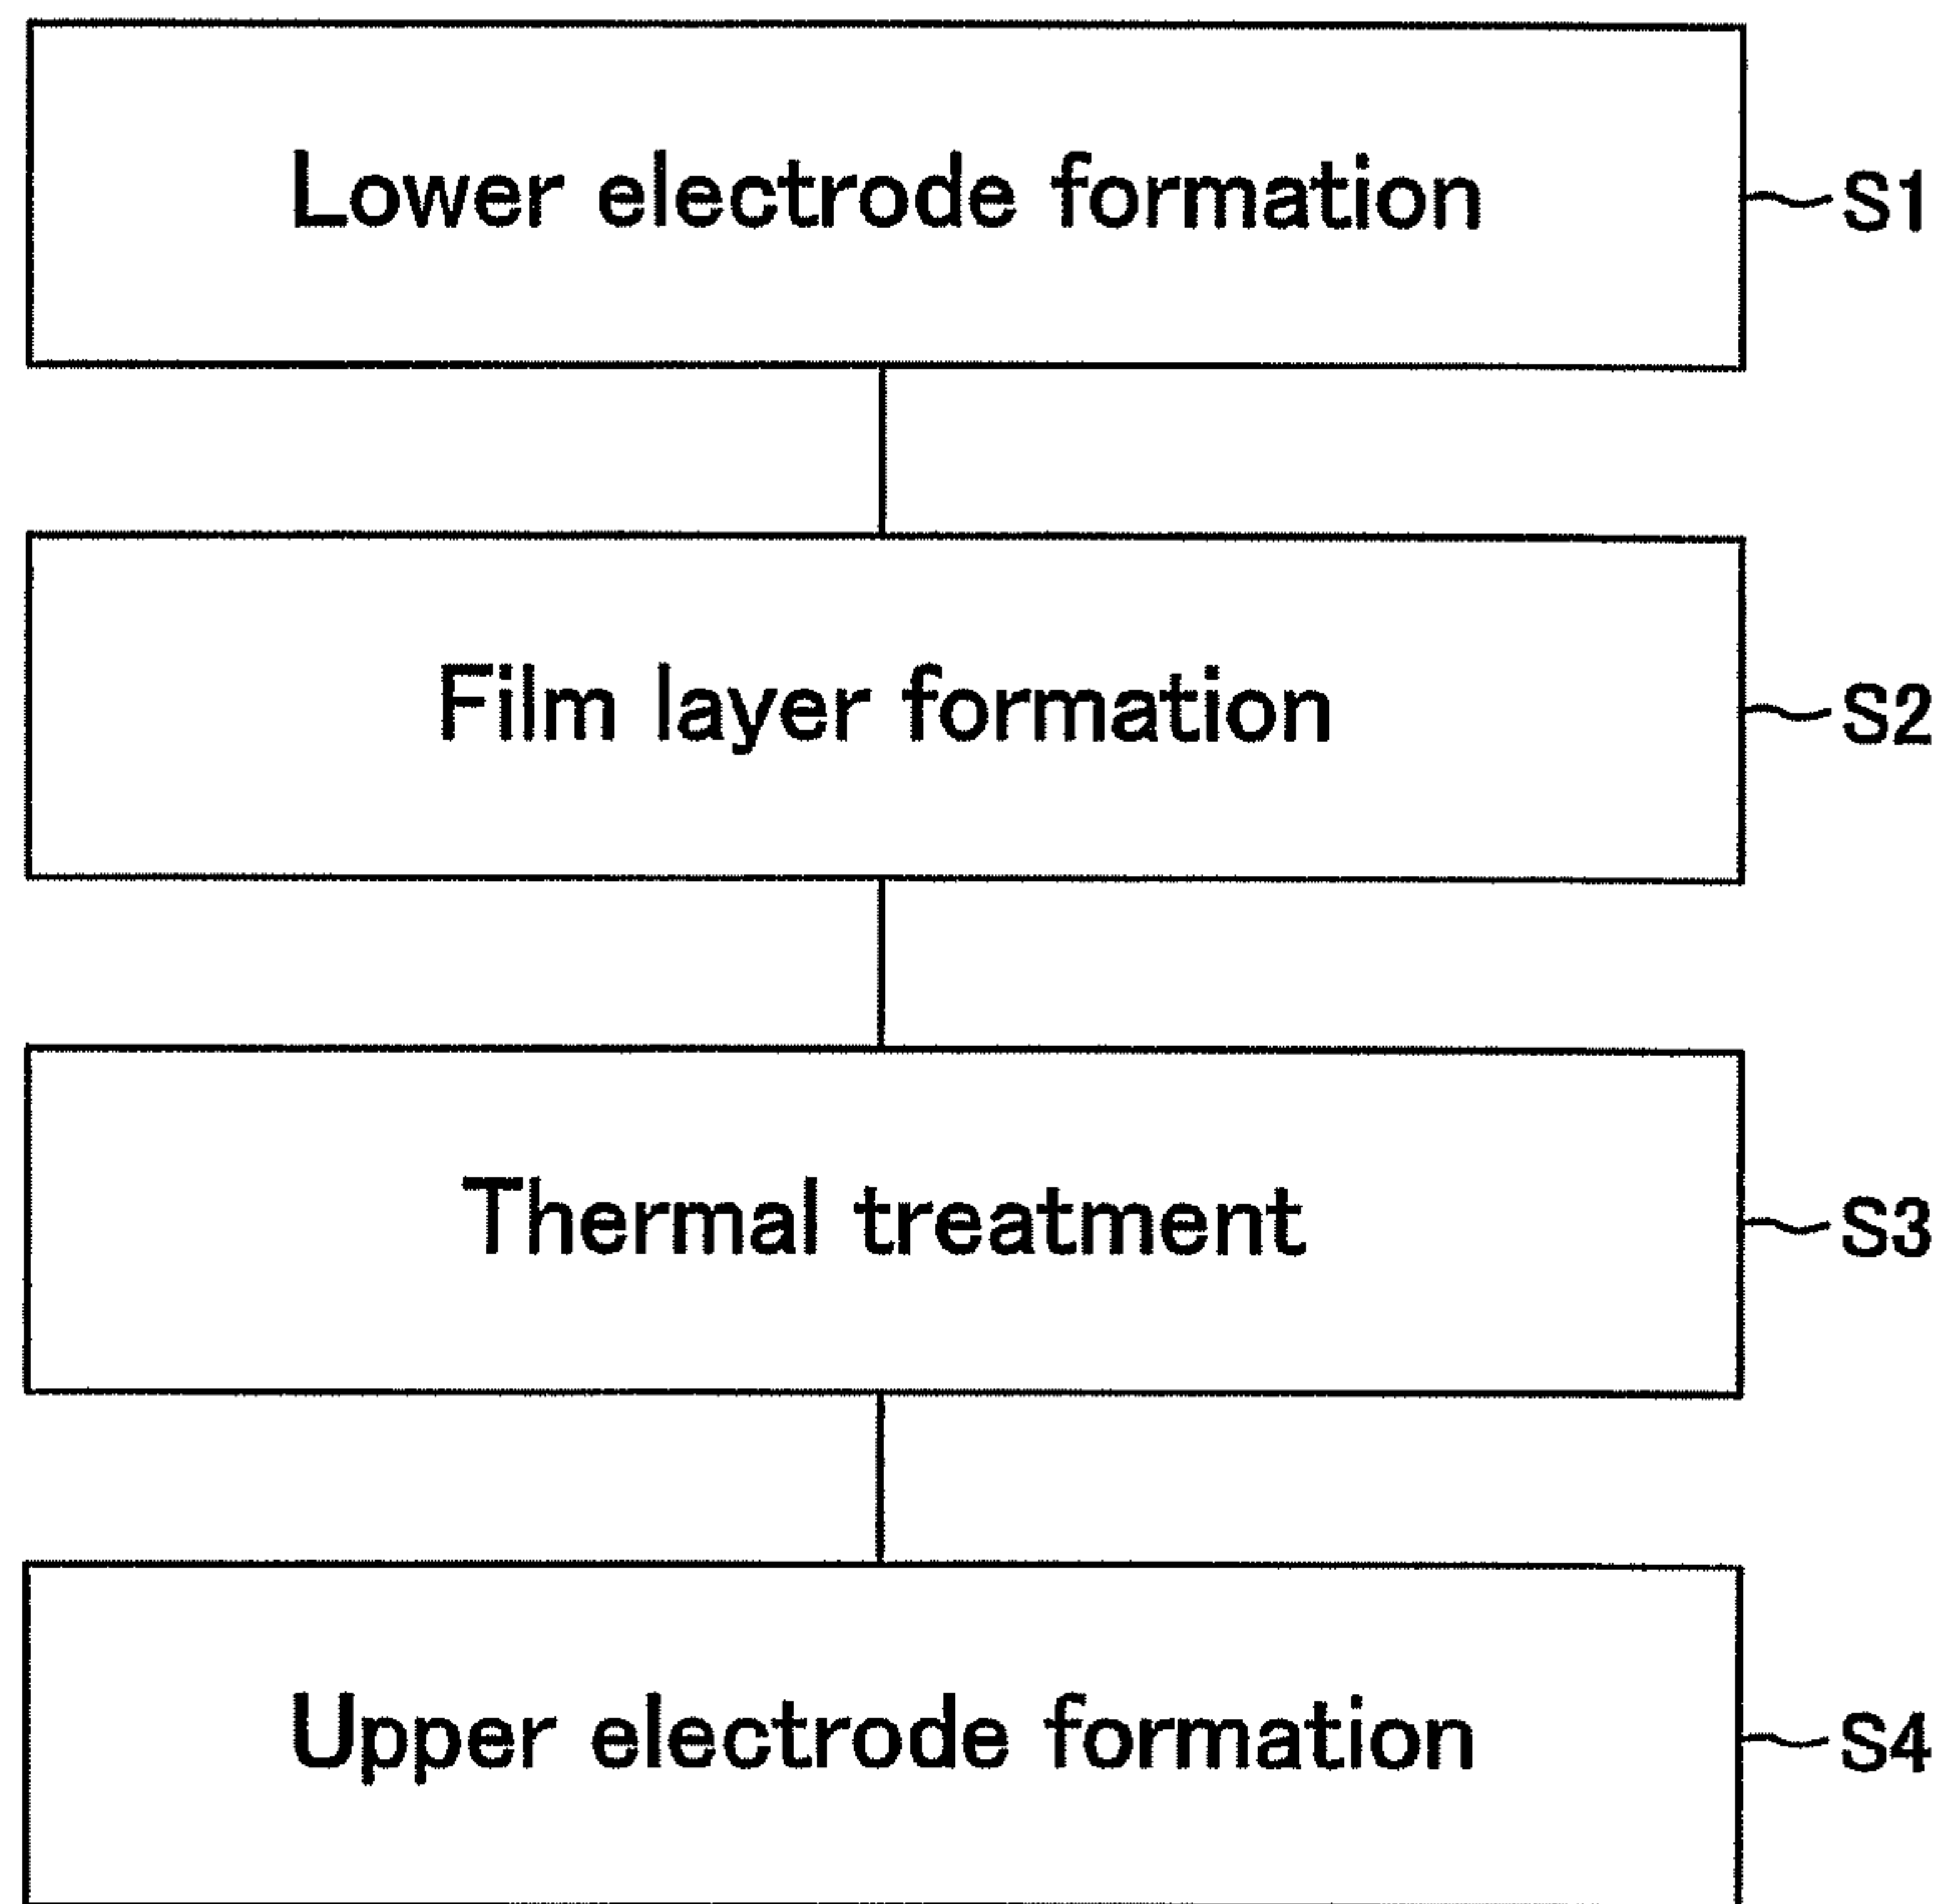 Lower electrode formation S1
Film layer formation S2
Thermal treatment S3
Upper electrode formation S4